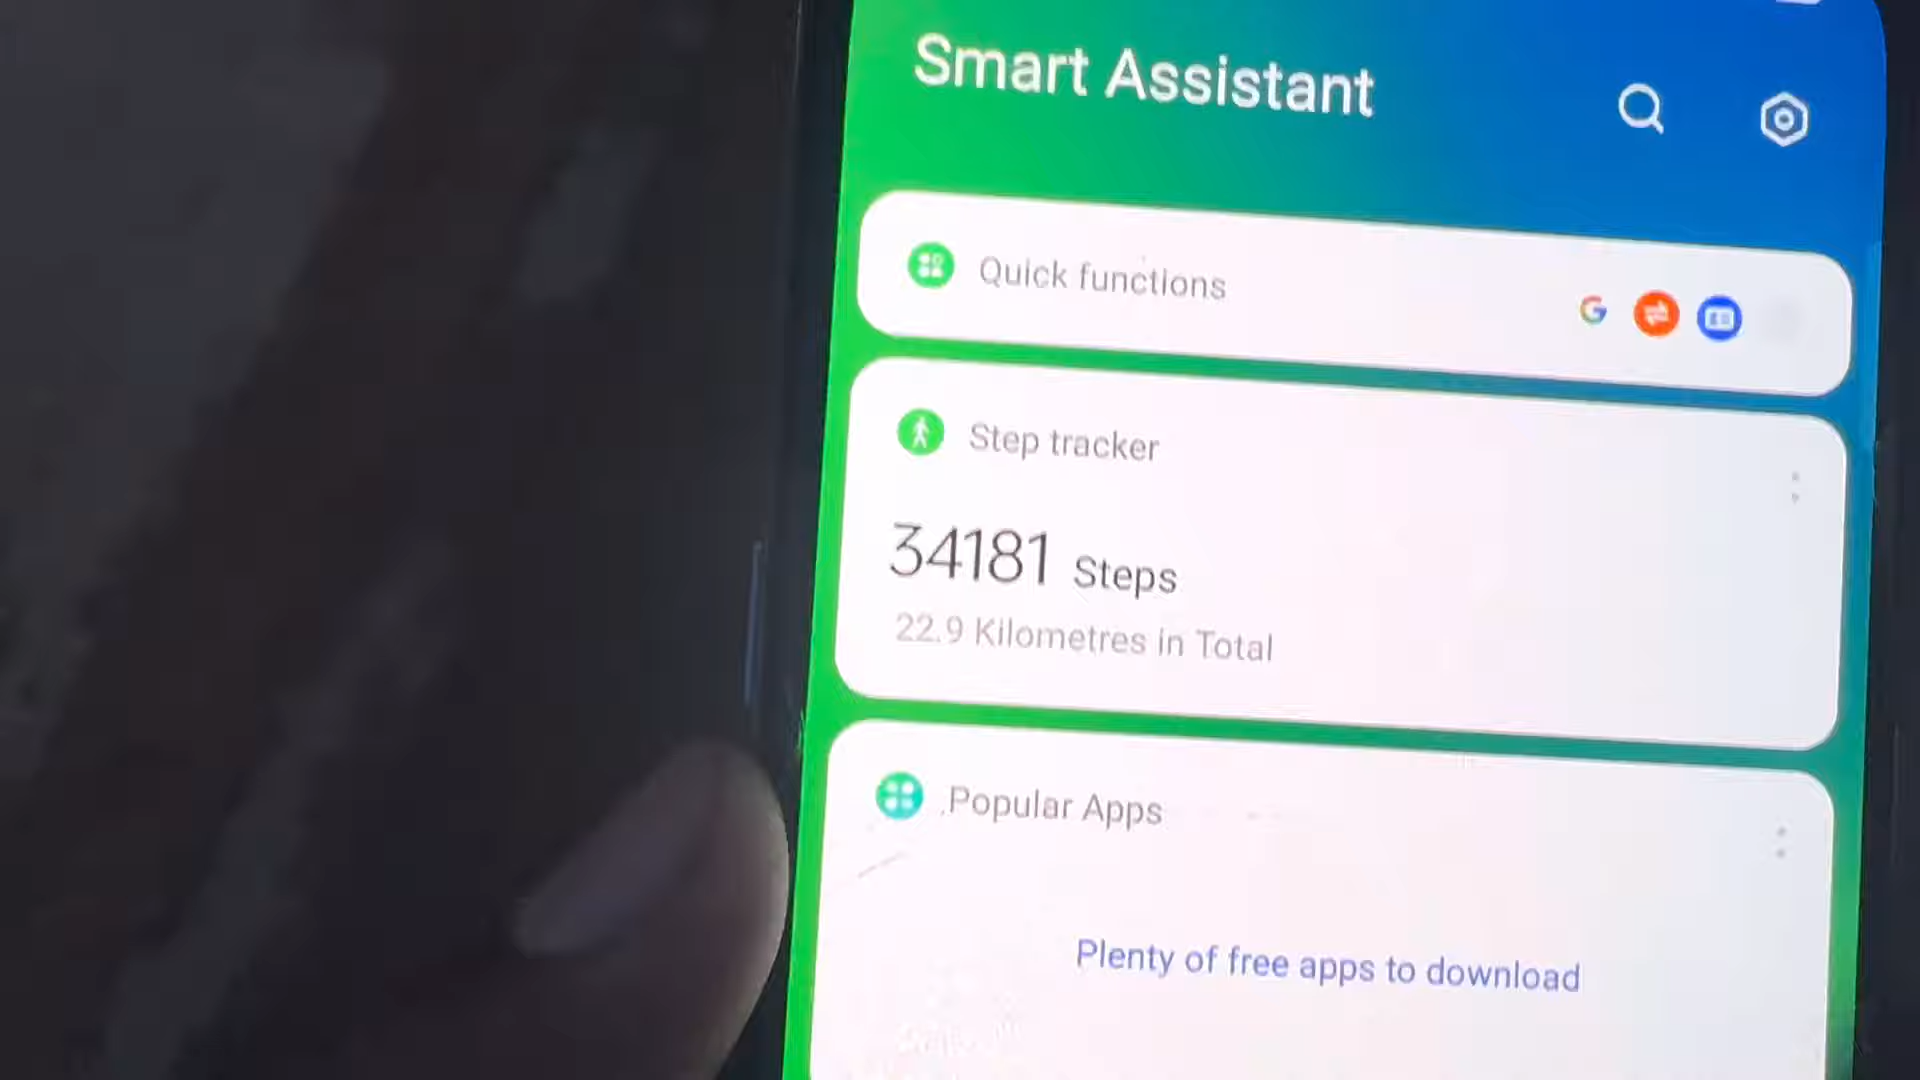 Smart Assistant
Quick functions
Step tracker
34181 Steps
22.9 Kilometres in Total
Popular Apps
Plenty of free apps to download